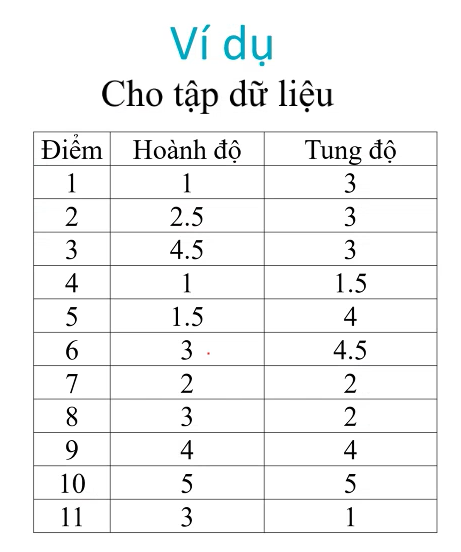 Ví dụ
Cho tập dữ liệu
Điểm Hoành độ Tung độ
1 1 3
2 2.5 3
3 4.5 3
4 1 1.5
5 1.5 4
6 3 4.5
7 2 2
8 3 2
9 4 4
10 5 5
11 3 1